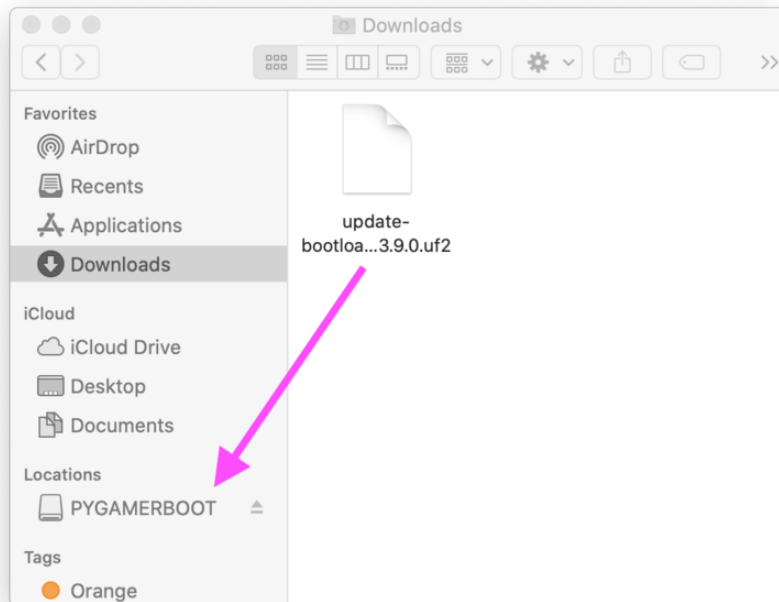 Downloads
Favorites
AirDrop
Recents
Applications
Downloads
iCloud
iCloud Drive
Desktop
Documents
Locations
PYGAMERBOOT
Tags
Orange
update-
bootloa...3.9.0.uf2